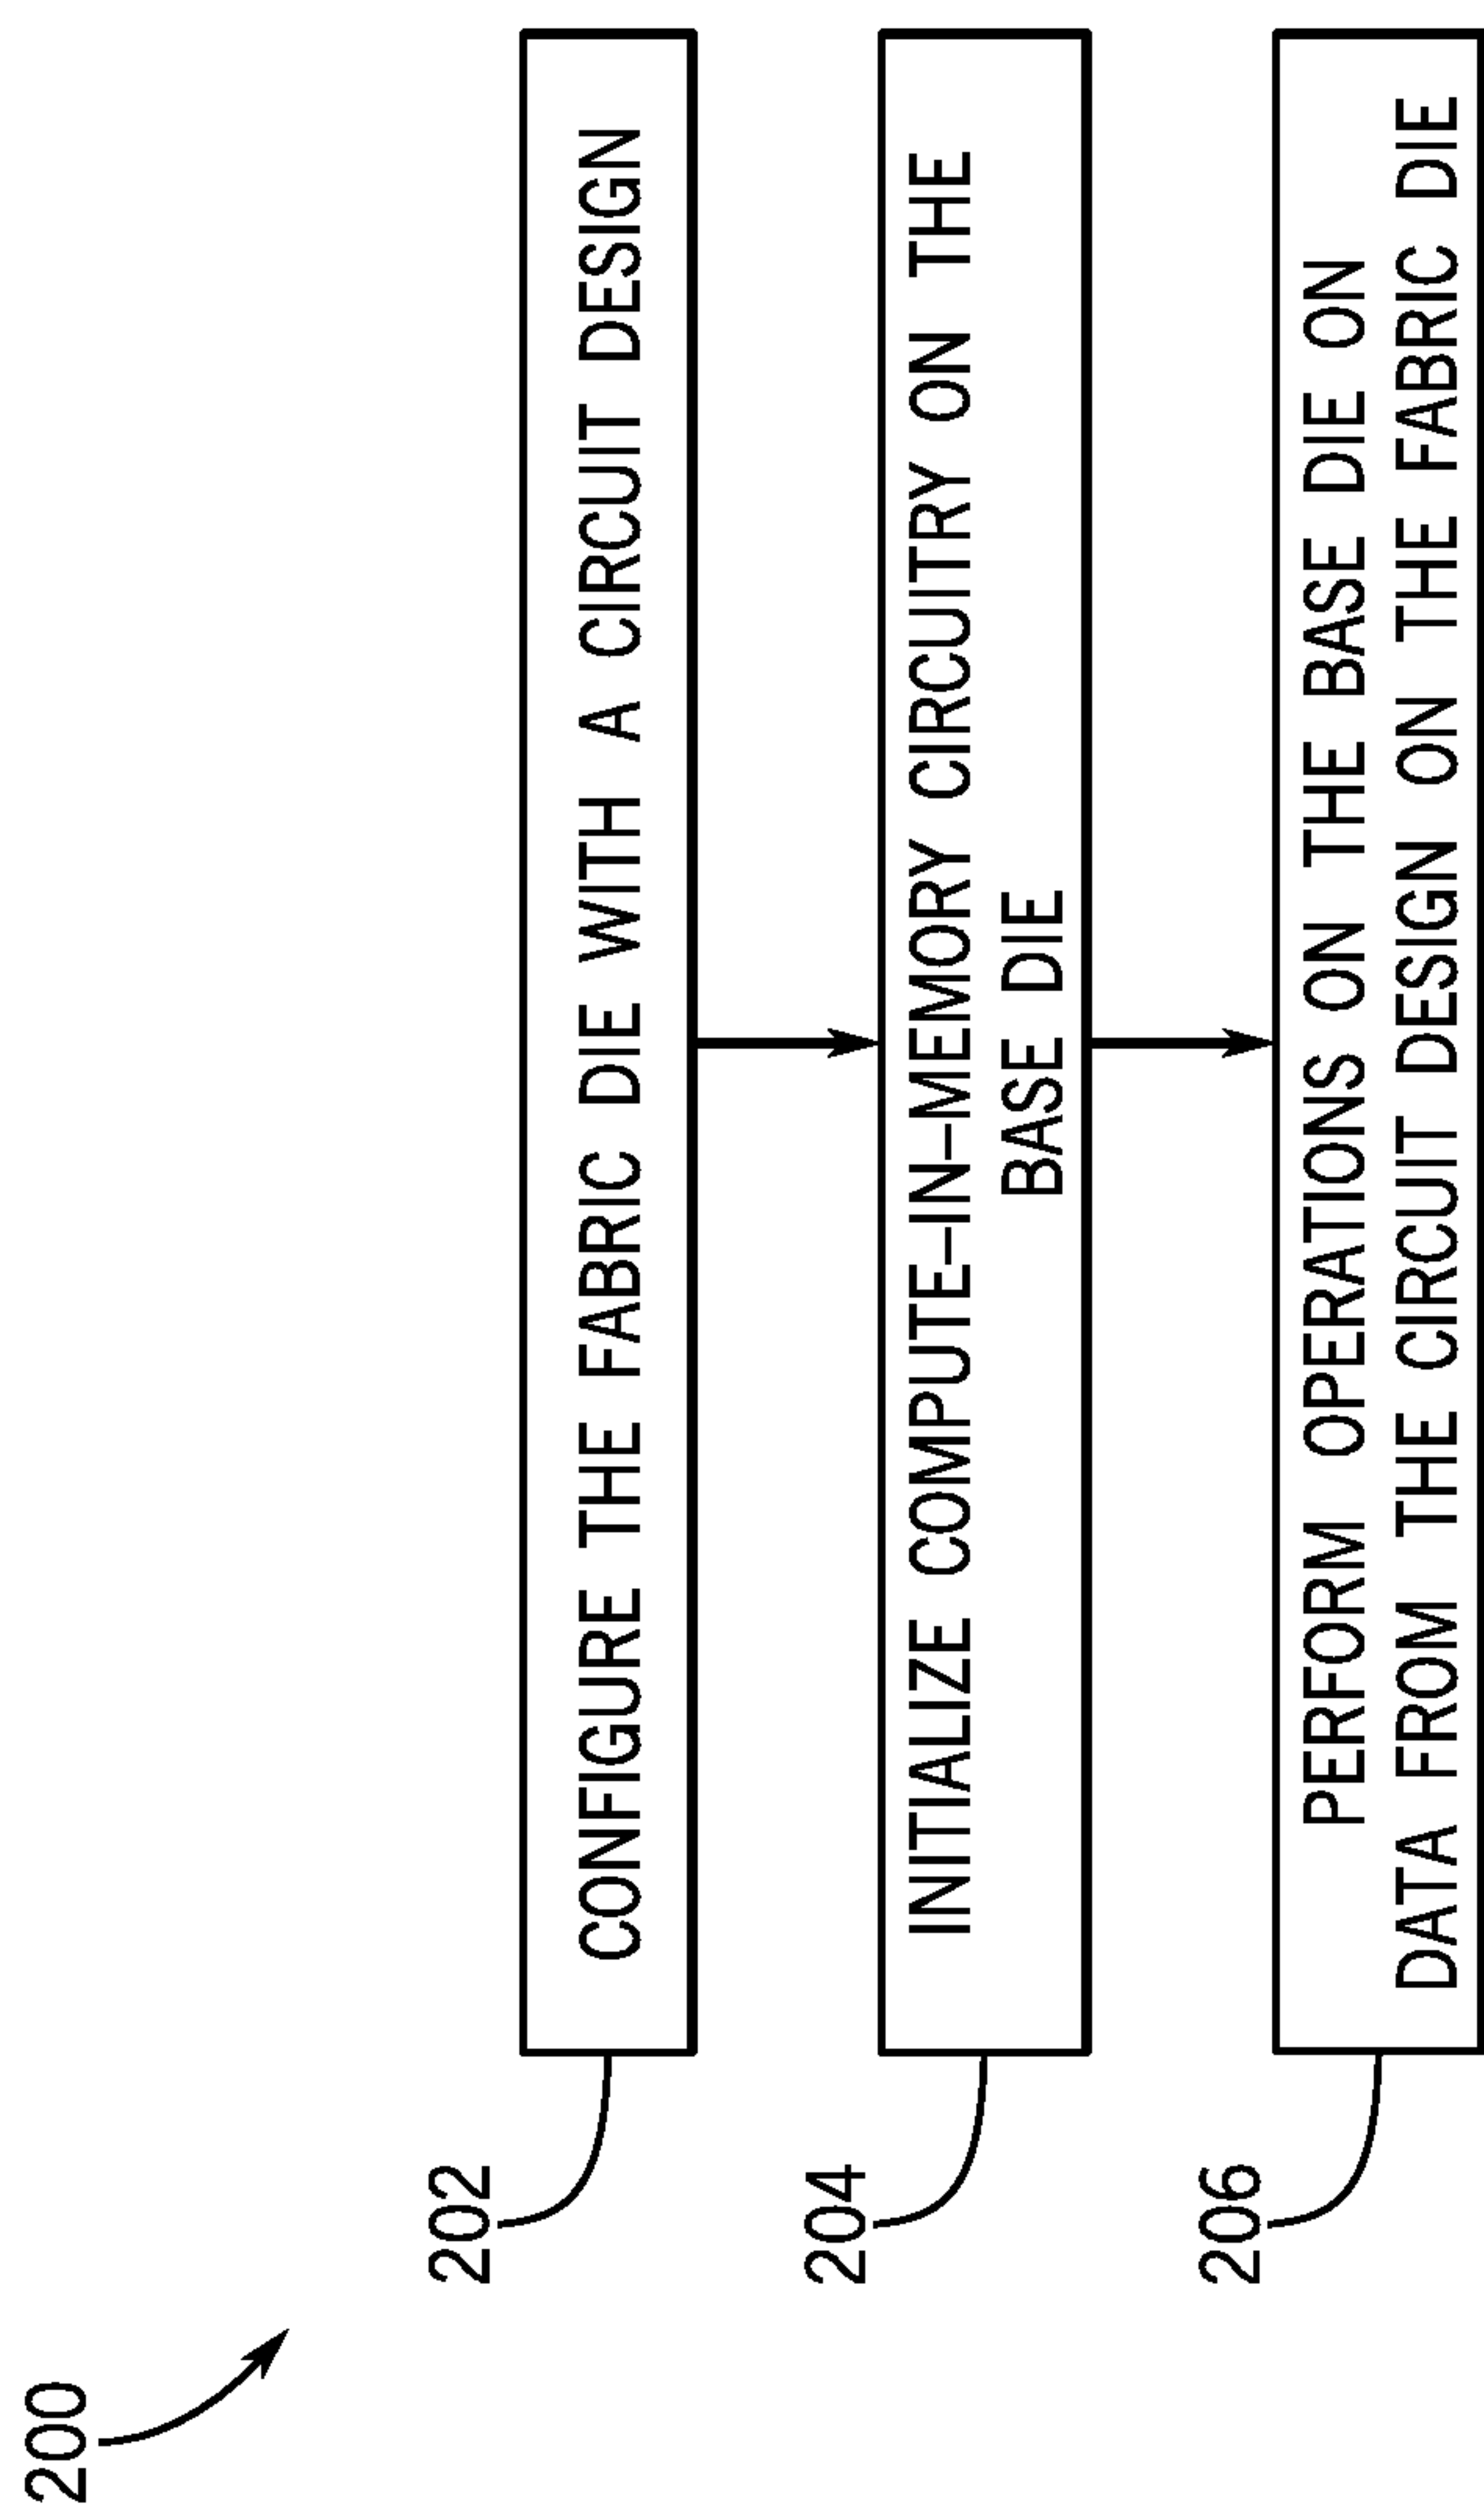 200
202
CONFIGURE THE FABRIC DIE WITH A CIRCUIT DESIGN
204
INITIALIZE COMPUTE-IN-MEMORY CIRCUITRY ON THE
BASE DIE
206
PERFORM OPERATIONS ON THE BASE DIE ON
DATA FROM THE CIRCUIT DESIGN ON THE FABRIC DIE